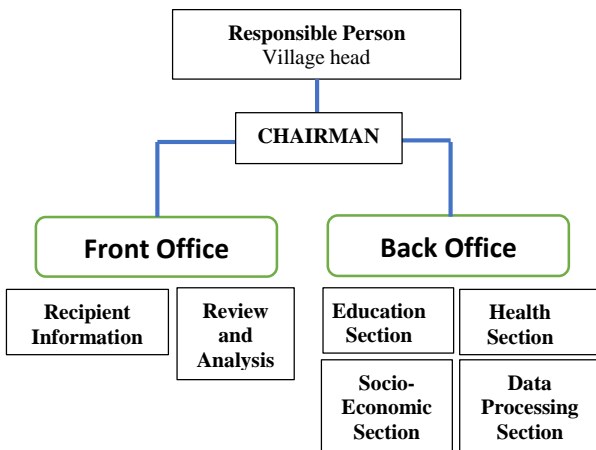 Responsible Person
Village head
CHAIRMAN
Front Office
Back Office
Recipient
Information
Review
and
Analysis
Education
Section
Health
Section
Socio-
Economic
Section
Data
Processing
Section